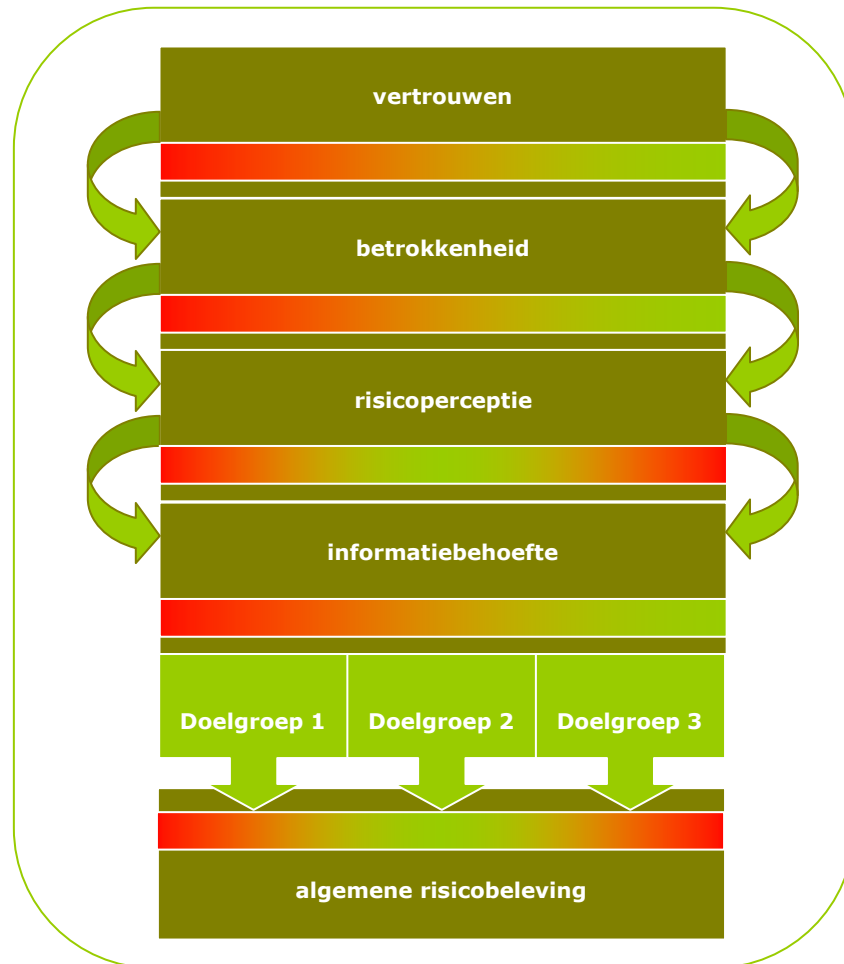 vertrouwen
betrokkenheid
risicoperceptie
informatiebehoefte
Doelgroep 1
Doelgroep 2
Doelgroep 3
algemene risicobeleving